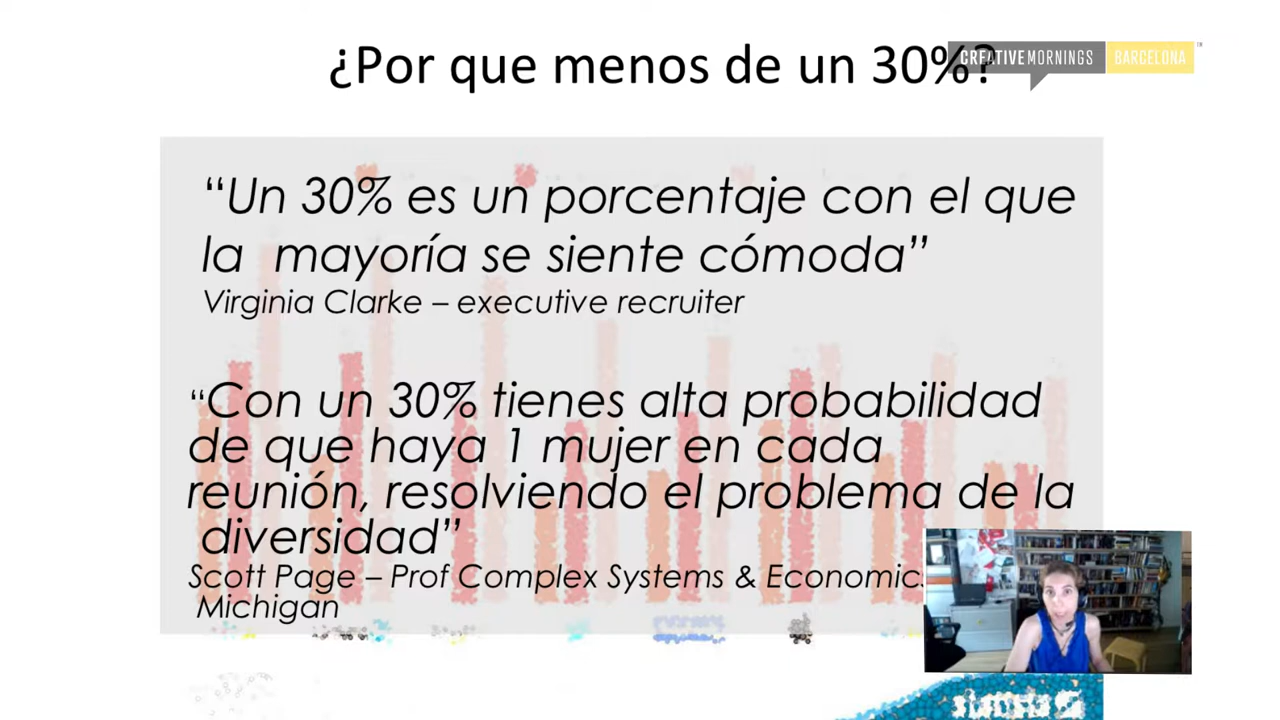 ¿Por que menos de un 30%?
CREATIVEMORNINGS BARCELONA ™
“Un 30% es un porcentaje con el que
la mayoría se siente cómoda”
Virginia Clarke – executive recruiter
“Con un 30% tienes alta probabilidad
de que haya 1 mujer en cada
reunión, resolviendo el problema de la
diversidad”
Scott Page – Prof Complex Systems & Economic
Michigan